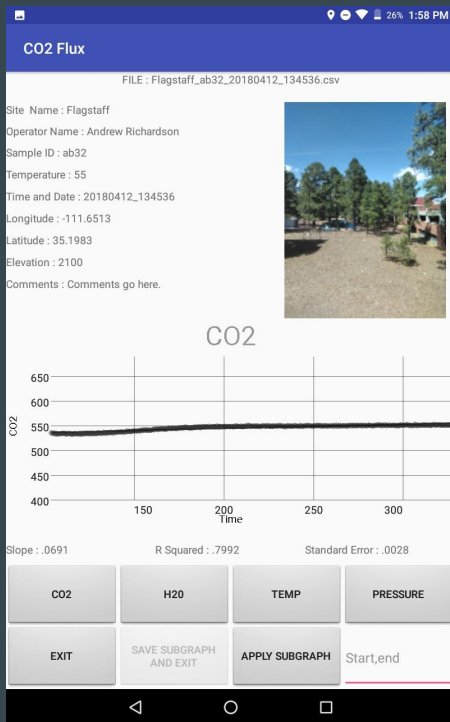 26% 1:58 PM
CO2 Flux
FILE : Flagstaff_ab32_20180412_134536.csv
Site Name : Flagstaff
Operator Name : Andrew Richardson
Sample ID : ab32
Temperature : 55
Time and Date : 20180412_134536
Longitude : -111.6513
Latitude : 35.1983
Elevation : 2100
Comments : Comments go here.
CO2
650
600
550
500
450
400
CO2
150 200 250 300
Time
Slope : .0691 R Squared : .7992 Standard Error : .0028
CO2 H20 TEMP PRESSURE
EXIT SAVE SUBGRAPH AND EXIT APPLY SUBGRAPH Start,end